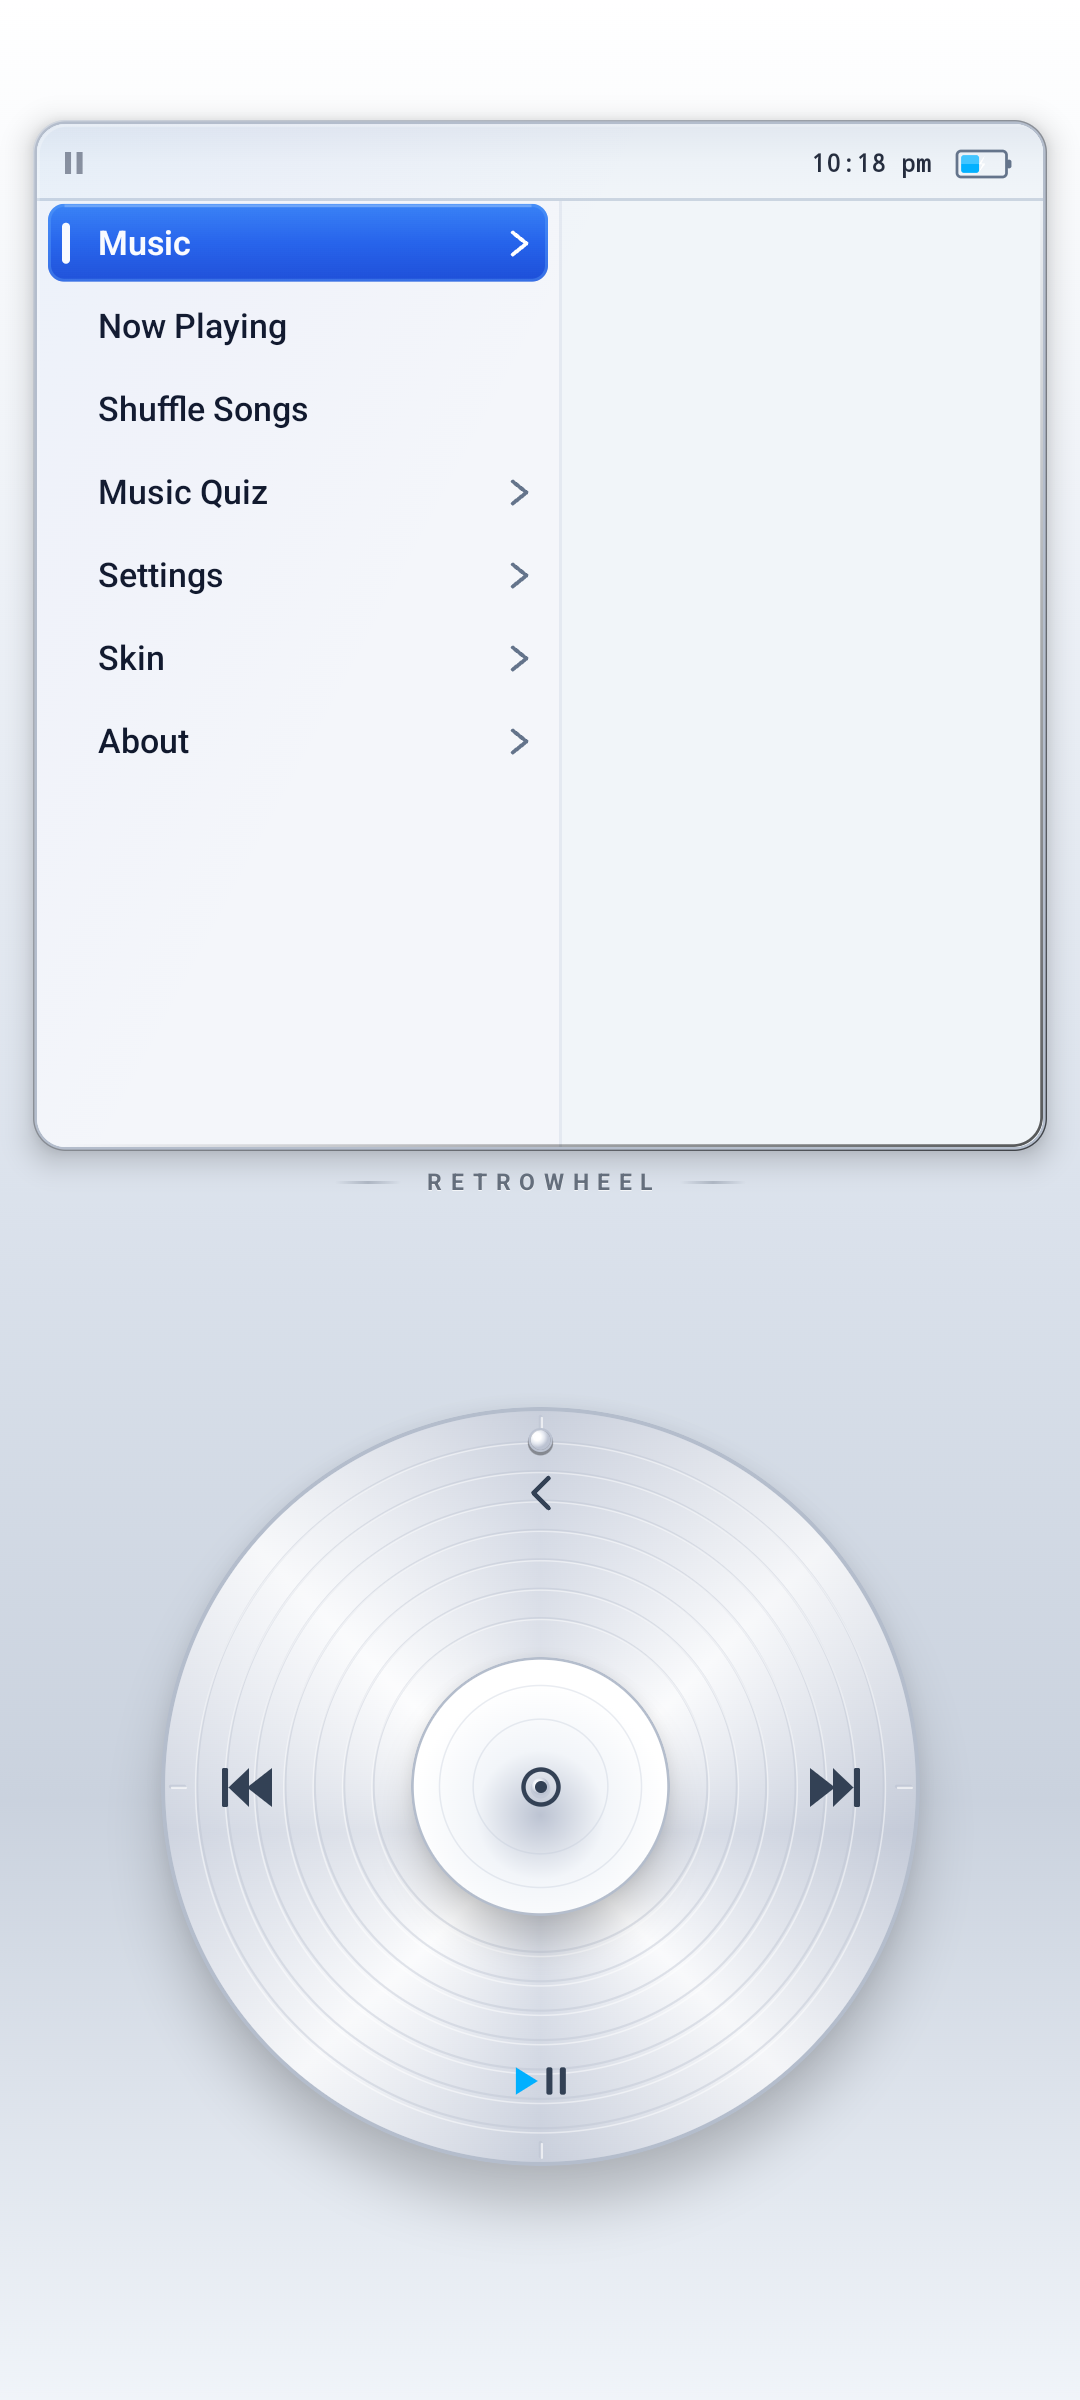 10:18 pm
Music
Now Playing
Shuffle Songs
Music Quiz
Settings
Skin
About
RETROWHEEL